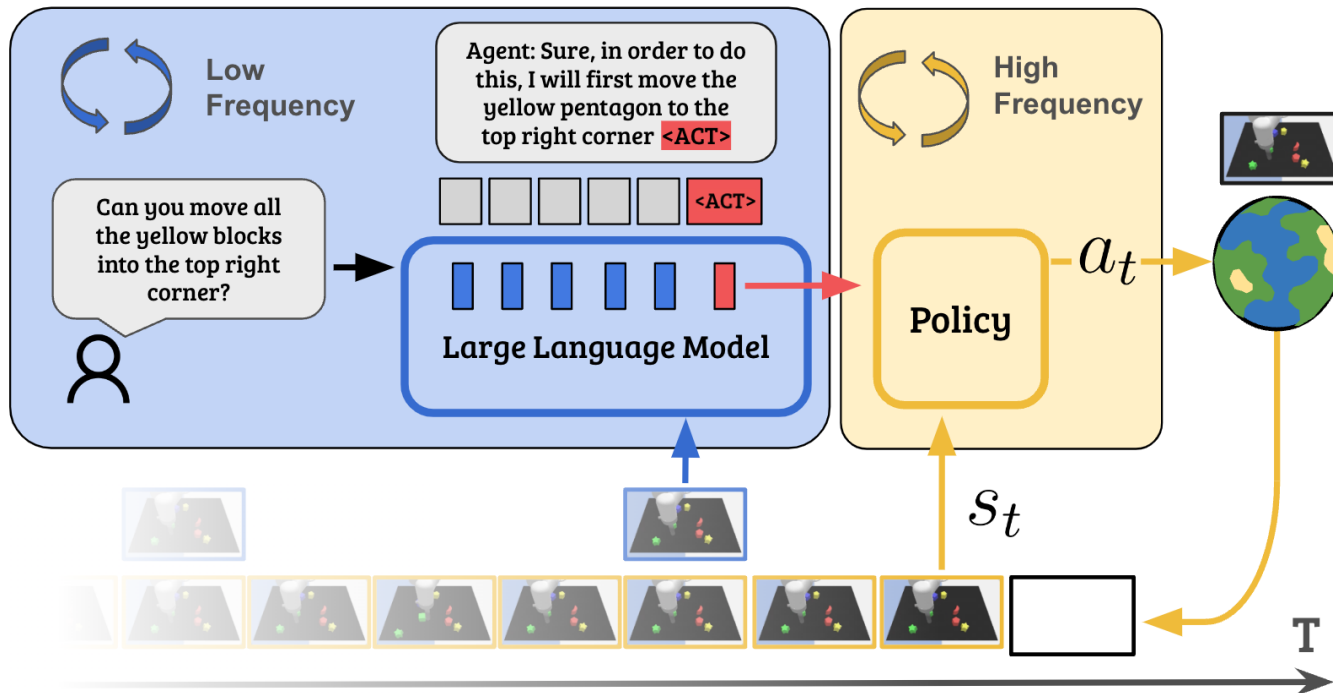 Low
Frequency
Agent: Sure, in order to do
this, I will first move the
yellow pentagon to the
top right corner <ACT>
High
Frequency
Can you move all
the yellow blocks
into the top right
corner?
<ACT>
Large Language Model
Policy
a_t
s_t
T